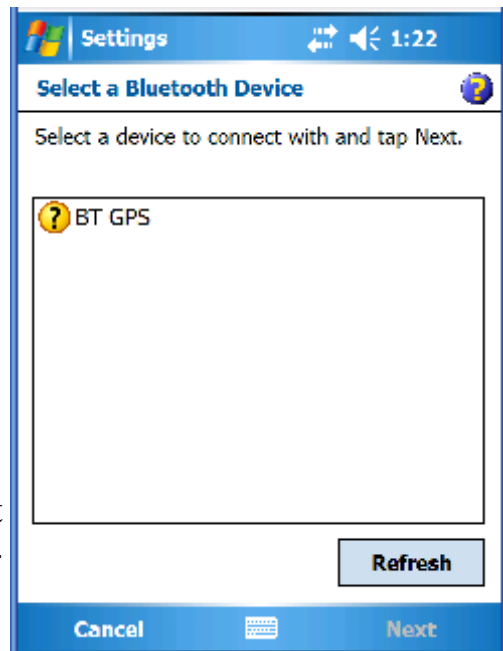 Settings 1:22
Select a Bluetooth Device
Select a device to connect with and tap Next.
BT GPS
Refresh
Cancel Next